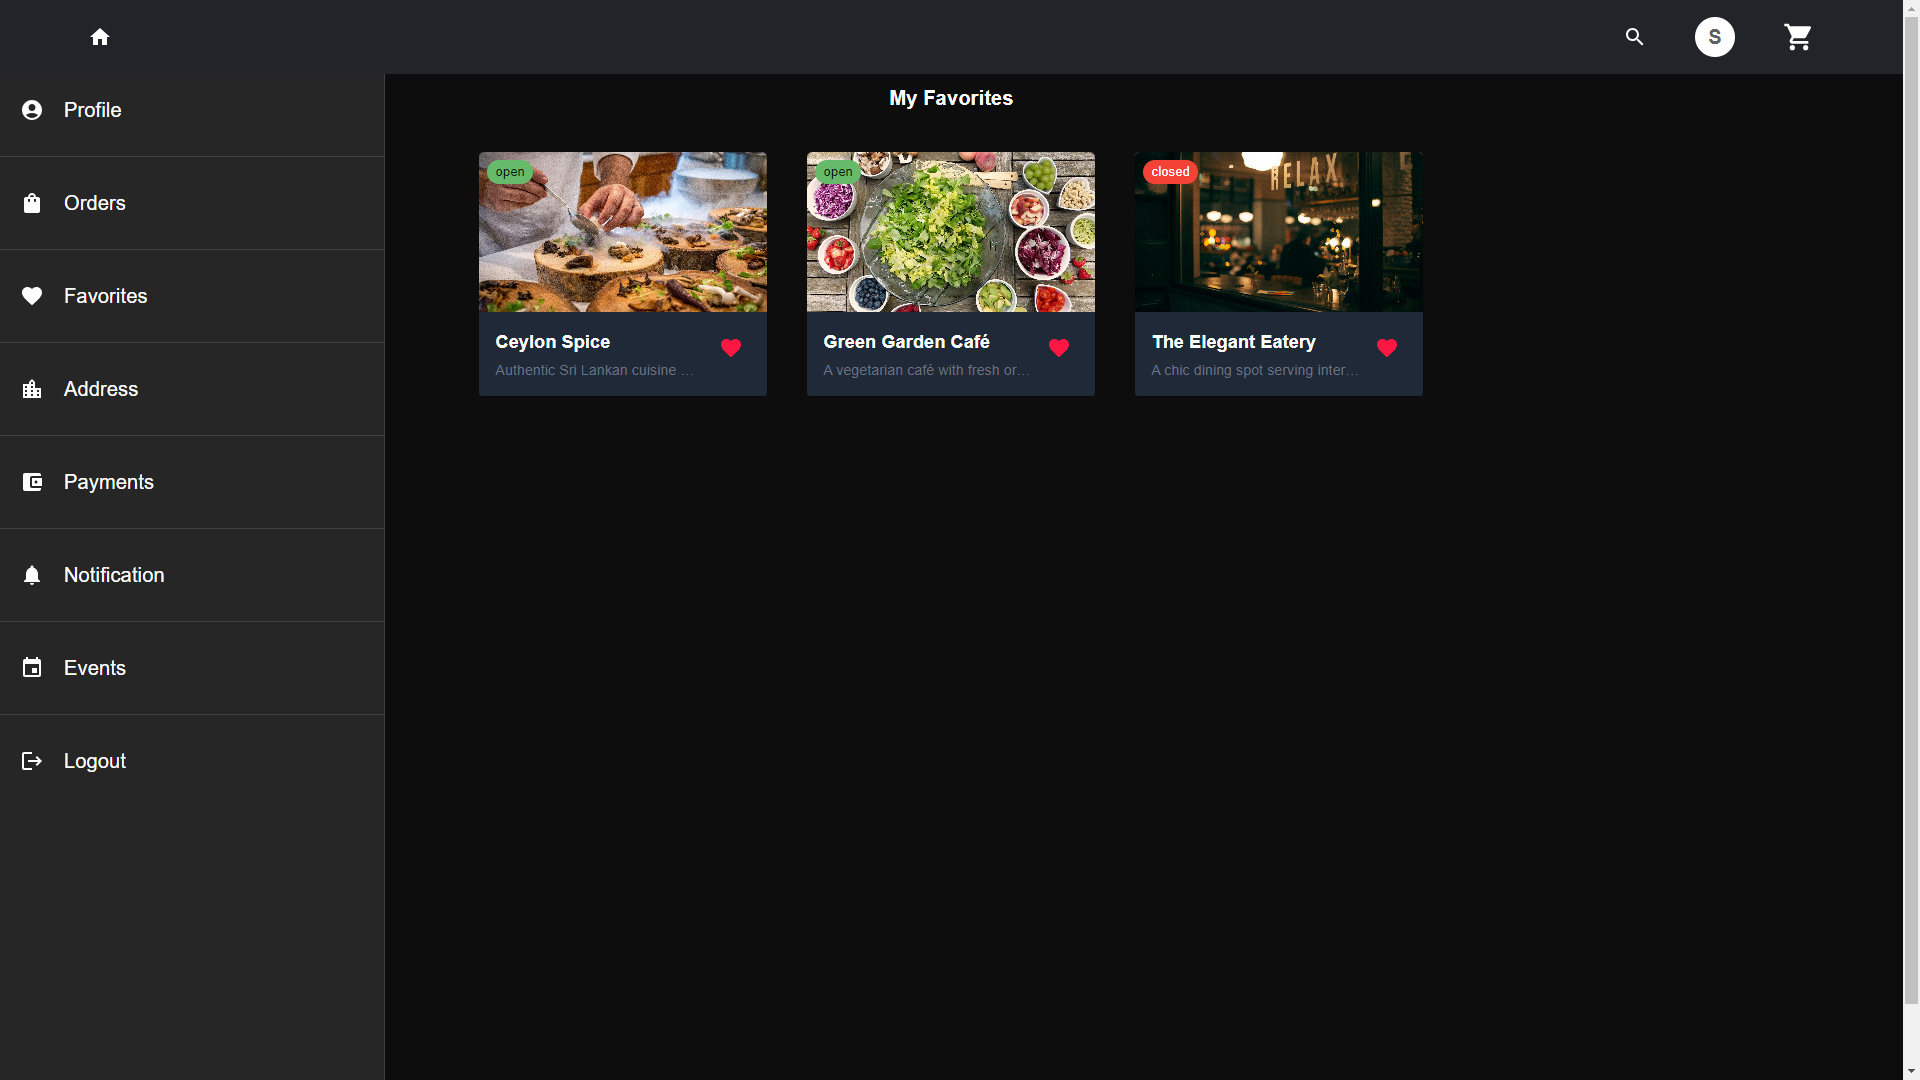 S
Profile
Orders
Favorites
Address
Payments
Notification
Events
Logout
My Favorites
open
Ceylon Spice
Authentic Sri Lankan cuisine ...
open
Green Garden Café
A vegetarian café with fresh or...
closed
RELAX
The Elegant Eatery
A chic dining spot serving inter...